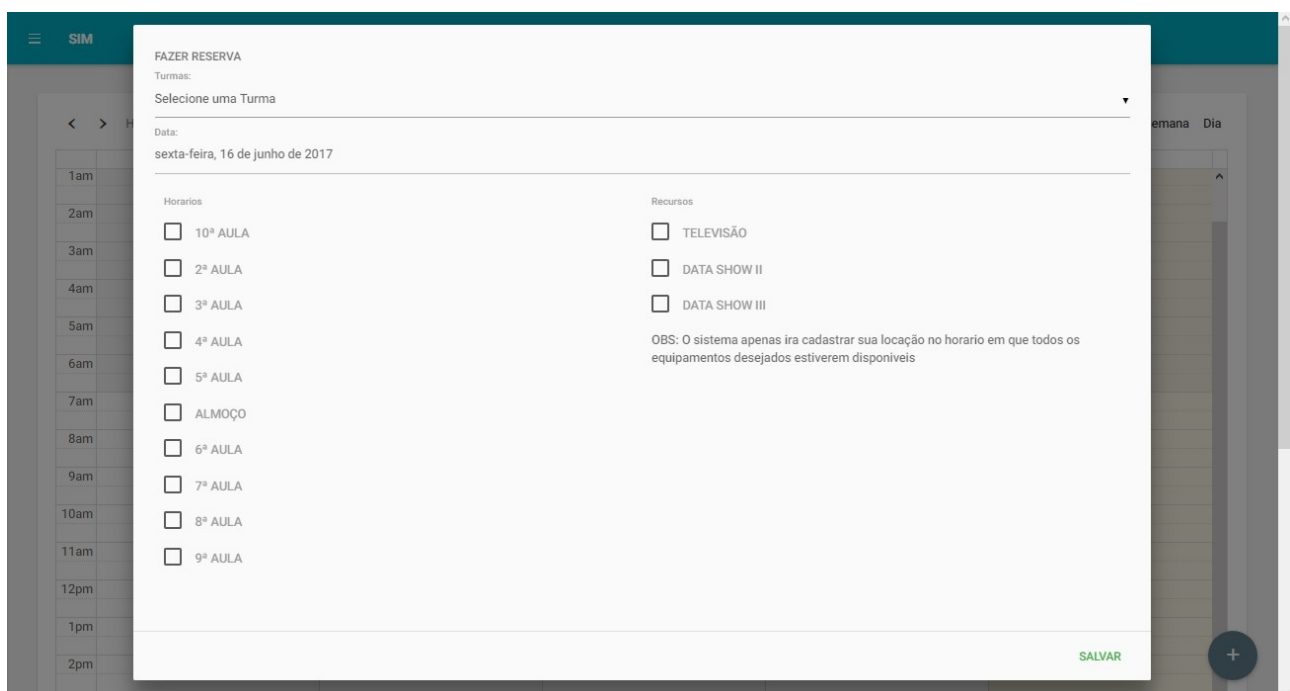 SIM
FAZER RESERVA
Turmas:
Selecione uma Turma
Data:
sexta-feira, 16 de junho de 2017
Horarios
10ª AULA
2ª AULA
3ª AULA
4ª AULA
5ª AULA
ALMOÇO
6ª AULA
7ª AULA
8ª AULA
9ª AULA
Recursos
TELEVISÃO
DATA SHOW II
DATA SHOW III
OBS: O sistema apenas ira cadastrar sua locação no horario em que todos os
equipamentos desejados estiverem disponiveis
SALVAR
H
emana Dia
1am
2am
3am
4am
5am
6am
7am
8am
9am
10am
11am
12pm
1pm
2pm